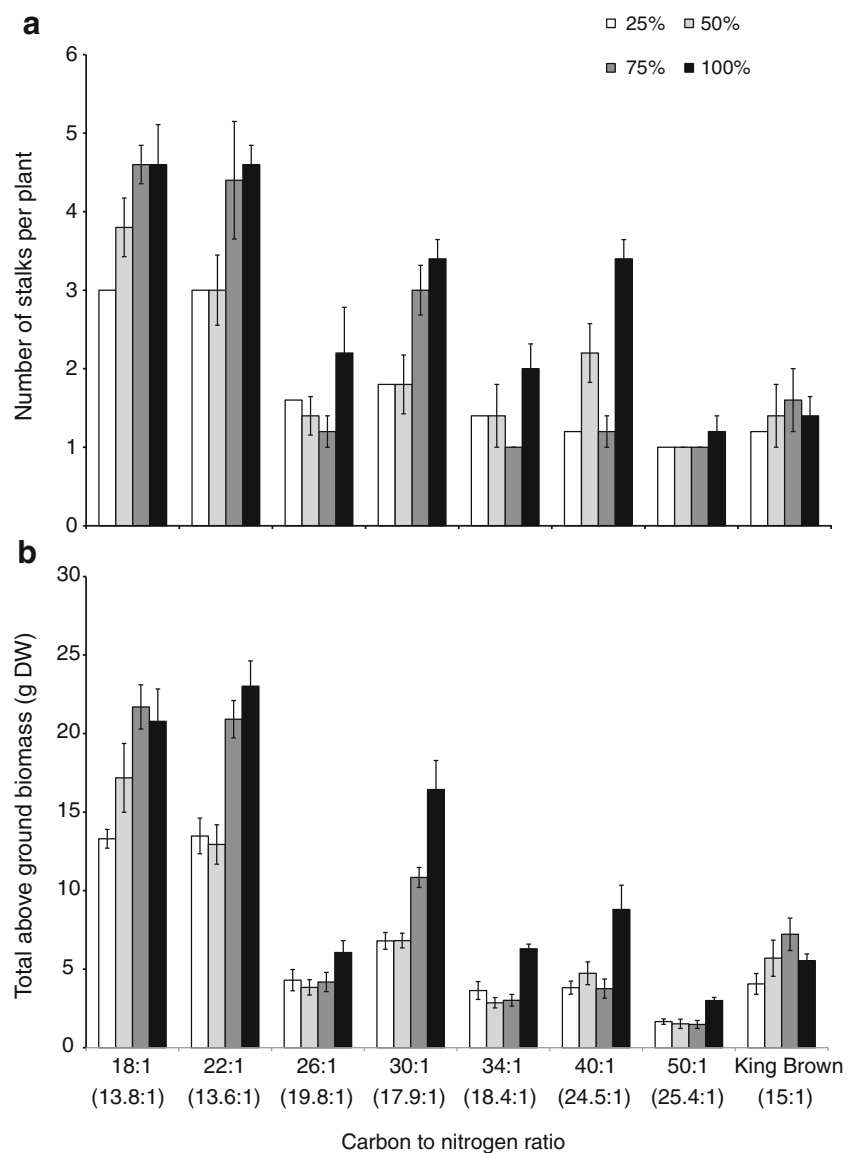 a
25% 50%
75% 100%
Number of stalks per plant
6
5
4
3
2
1
0
b
Total above ground biomass (g DW)
30
25
20
15
10
5
0
18:1 22:1 26:1 30:1 34:1 40:1 50:1 King Brown
(13.8:1) (13.6:1) (19.8:1) (17.9:1) (18.4:1) (24.5:1) (25.4:1) (15:1)
Carbon to nitrogen ratio